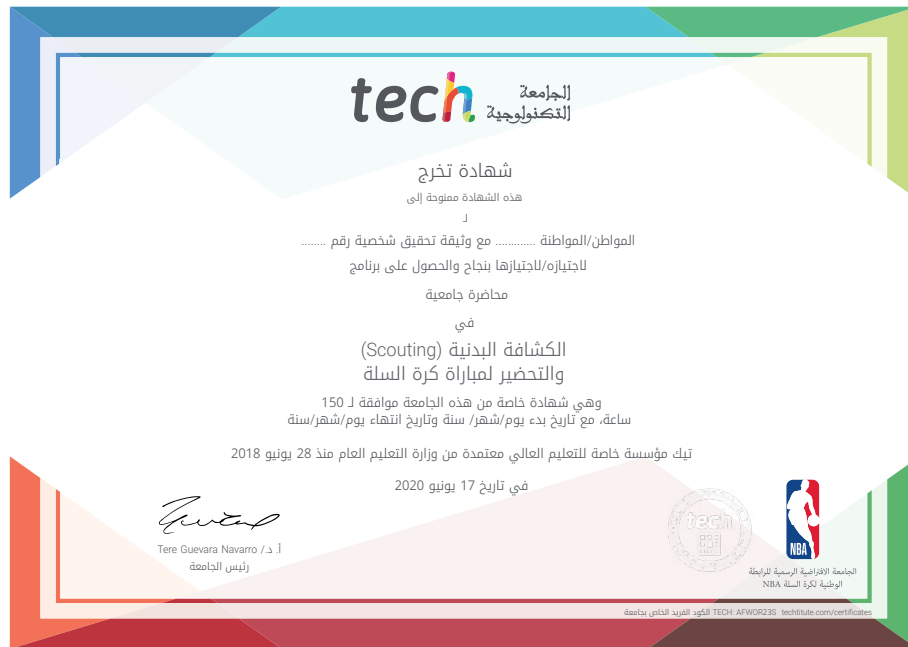 tech الجامعة
التكنولوجية
شهادة تخرج
هذه الشهادة ممنوحة إلى
لـ
المواطن/المواطنة ............ مع وثيقة تحقيق شخصية رقم ........
لاجتيازه/لاجتيازها بنجاح والحصول على برنامج
محاضرة جامعية
في
الكشافة البدنية (Scouting)
والتحضير لمباراة كرة السلة
وهي شهادة خاصة من هذه الجامعة موافقة لـ 150
ساعة، مع تاريخ بدء يوم/شهر/ سنة وتاريخ انتهاء يوم/شهر/سنة
تيك مؤسسة خاصة للتعليم العالي معتمدة من وزارة التعليم العام منذ 28 يونيو 2018
في تاريخ 17 يونيو 2020
أ. د./ Tere Guevara Navarro
رئيس الجامعة
tech
NBA
الجامعة الافتراضية الرسمية للرابطة
الوطنية لكرة السلة NBA
الكود الفريد الخاص بجامعة TECH: AFWOR23S techtitute.com/certificates